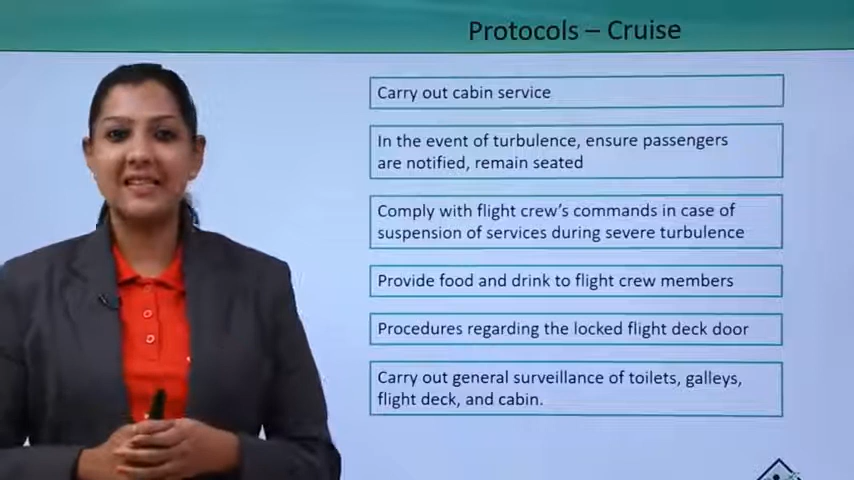 Protocols – Cruise
Carry out cabin service
In the event of turbulence, ensure passengers
are notified, remain seated
Comply with flight crew's commands in case of
suspension of services during severe turbulence
Provide food and drink to flight crew members
Procedures regarding the locked flight deck door
Carry out general surveillance of toilets, galleys,
flight deck, and cabin.